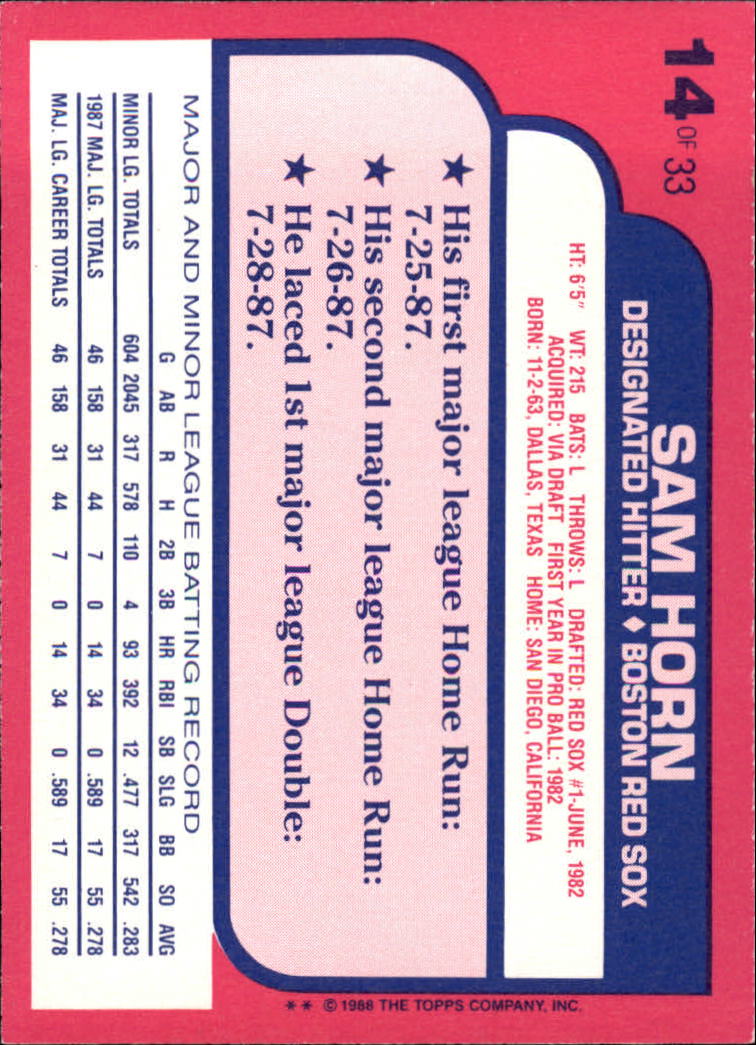 14 OF 33
SAM HORN
DESIGNATED HITTER ♦ BOSTON RED SOX
HT: 6'5" WT: 215 BATS: L THROWS: L DRAFTED: RED SOX #1-JUNE, 1982
ACQUIRED: VIA DRAFT FIRST YEAR IN PRO BALL: 1982
BORN: 11-2-63, DALLAS, TEXAS HOME: SAN DIEGO, CALIFORNIA
★ His first major league Home Run:
7-25-87.
★ His second major league Home Run:
7-26-87.
★ He laced 1st major league Double:
7-28-87.
MAJOR AND MINOR LEAGUE BATTING RECORD
G AB R H 2B 3B HR RBI SB SLG BB SO AVG
MINOR LG. TOTALS 604 2045 317 578 110 4 93 392 12 .477 317 542 .283
1987 MAJ. LG. TOTALS 46 158 31 44 7 0 14 34 0 .589 17 55 .278
MAJ. LG. CAREER TOTALS 46 158 31 44 7 0 14 34 0 .589 17 55 .278
** © 1988 THE TOPPS COMPANY, INC.